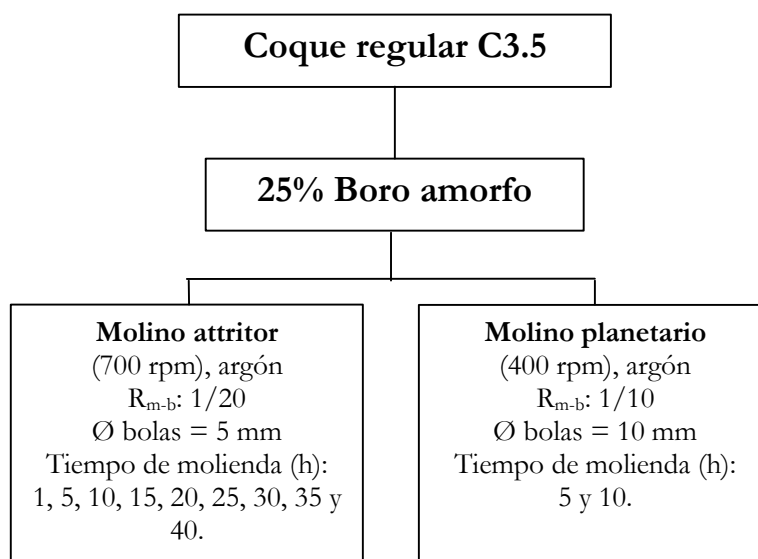 Coque regular C3.5
25% Boro amorfo
Molino attritor
(700 rpm), argón
Rm-b: 1/20
Ø bolas = 5 mm
Tiempo de molienda (h):
1, 5, 10, 15, 20, 25, 30, 35 y
40.
Molino planetario
(400 rpm), argón
Rm-b: 1/10
Ø bolas = 10 mm
Tiempo de molienda (h):
5 y 10.